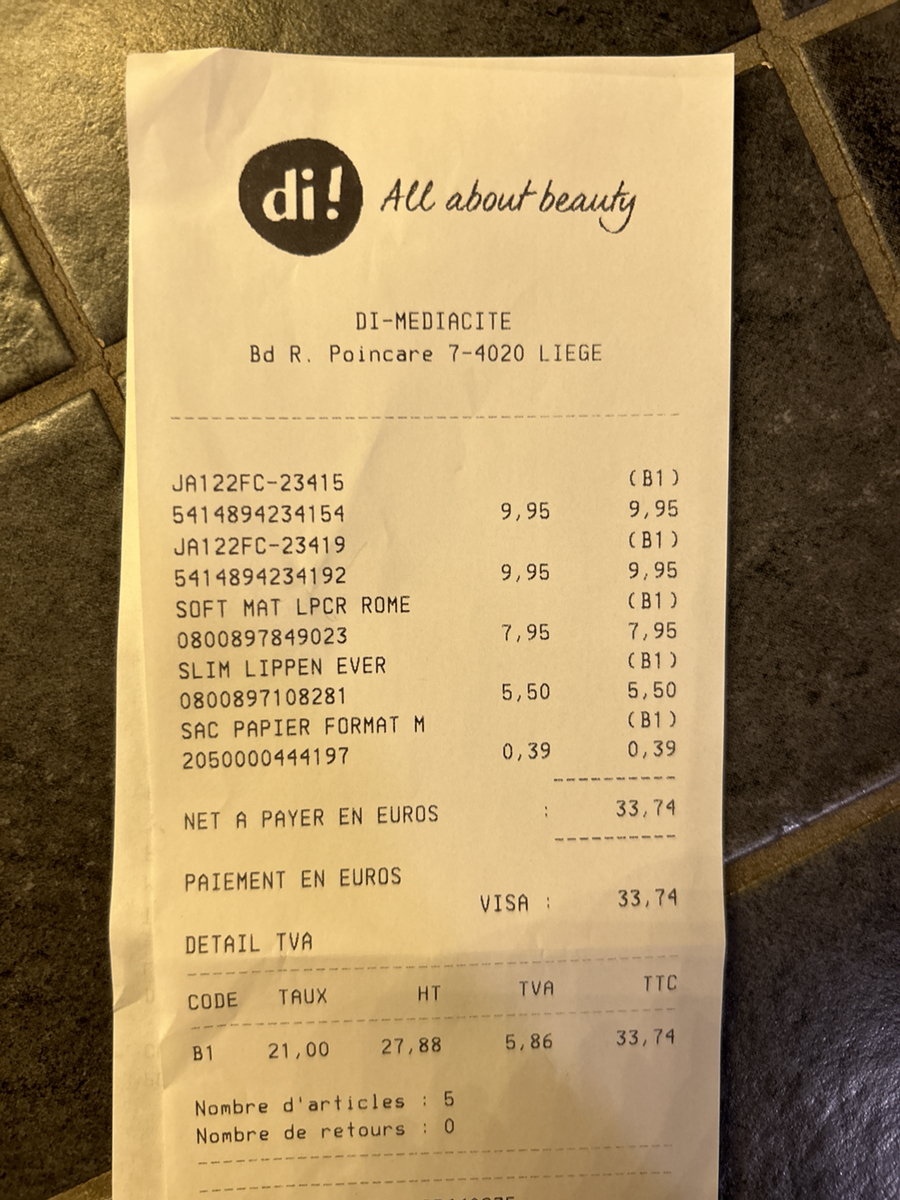 di! All about beauty
DI-MEDIACITE
Bd R. Poincare 7-4020 LIEGE
JA122FC-23415 (B1)
5414894234154 9,95 9,95
JA122FC-23419 (B1)
5414894234192 9,95 9,95
SOFT MAT LPCR ROME (B1)
0800897849023 7,95 7,95
SLIM LIPPEN EVER (B1)
0800897108281 5,50 5,50
SAC PAPIER FORMAT M (B1)
2050000444197 0,39 0,39
NET A PAYER EN EUROS : 33,74
PAIEMENT EN EUROS
VISA : 33,74
DETAIL TVA
CODE TAUX HT TVA TTC
B1 21,00 27,88 5,86 33,74
Nombre d'articles : 5
Nombre de retours : 0